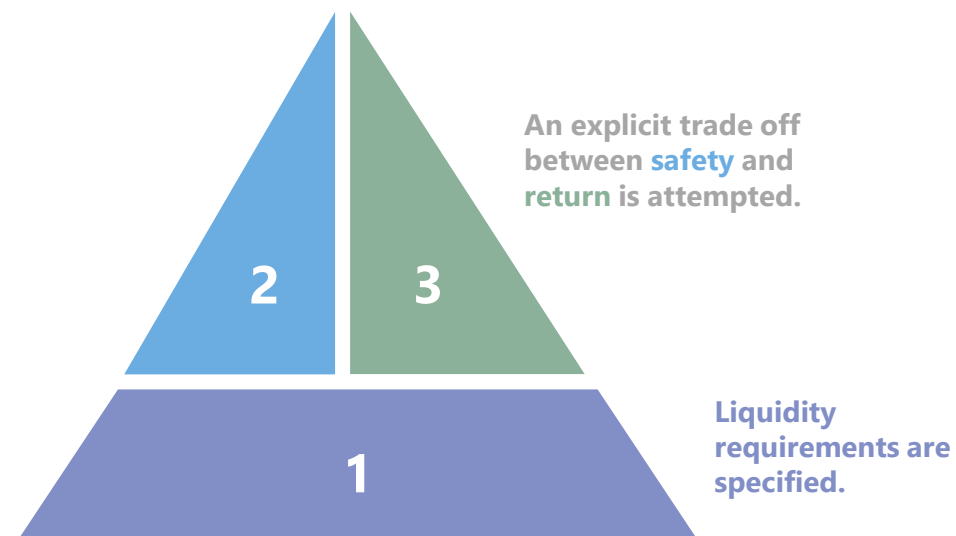 An explicit trade off
between safety and
return is attempted.
2
3
Liquidity
requirements are
specified.
1